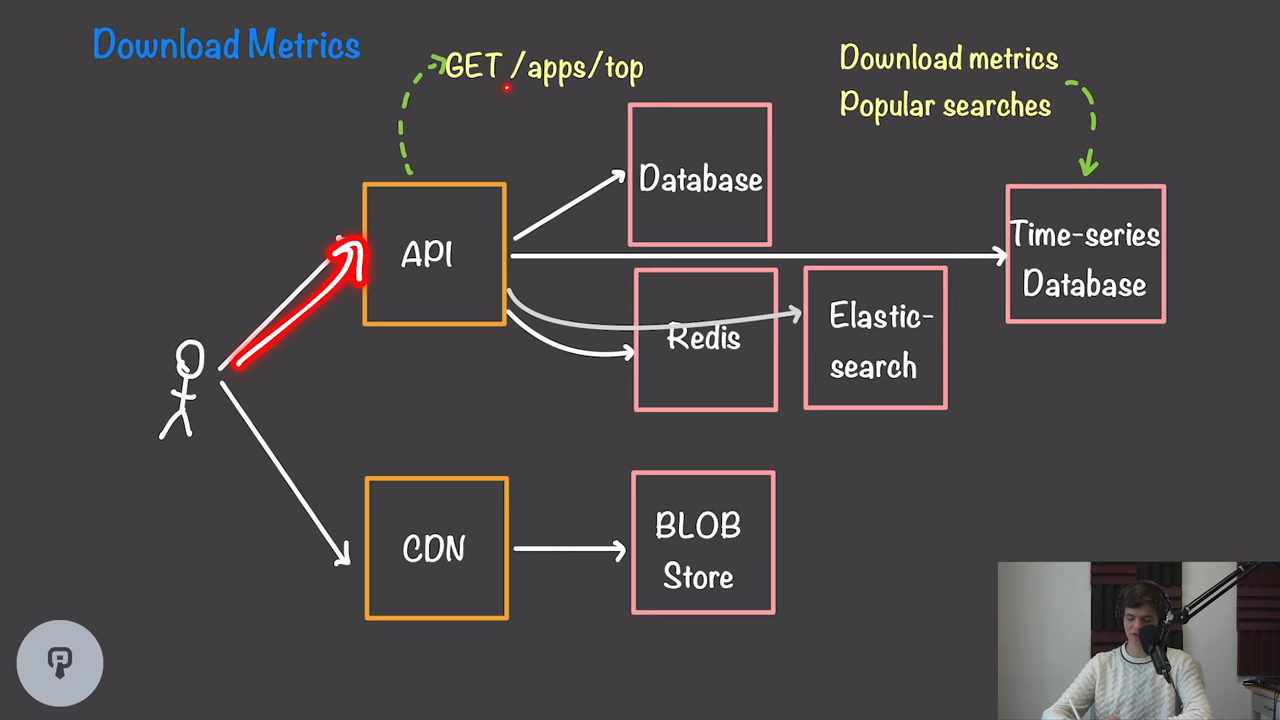 Download Metrics
GET /apps/top
Download metrics
Popular searches
Database
API
Time-series
Database
Redis
Elastic-
search
CDN
BLOB
Store